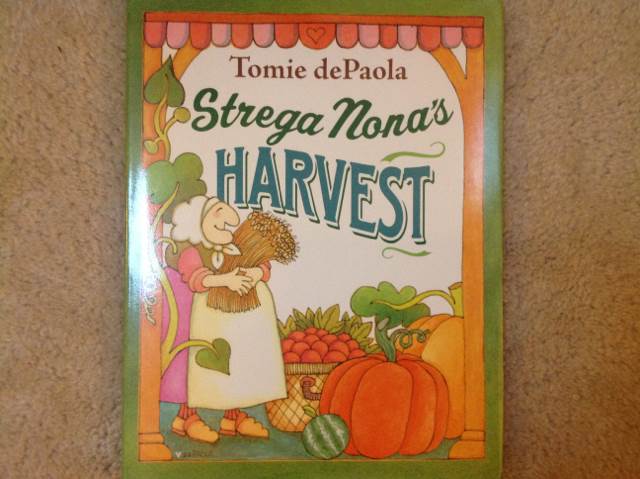 Tomie dePaola
Strega Nona's
HARVEST